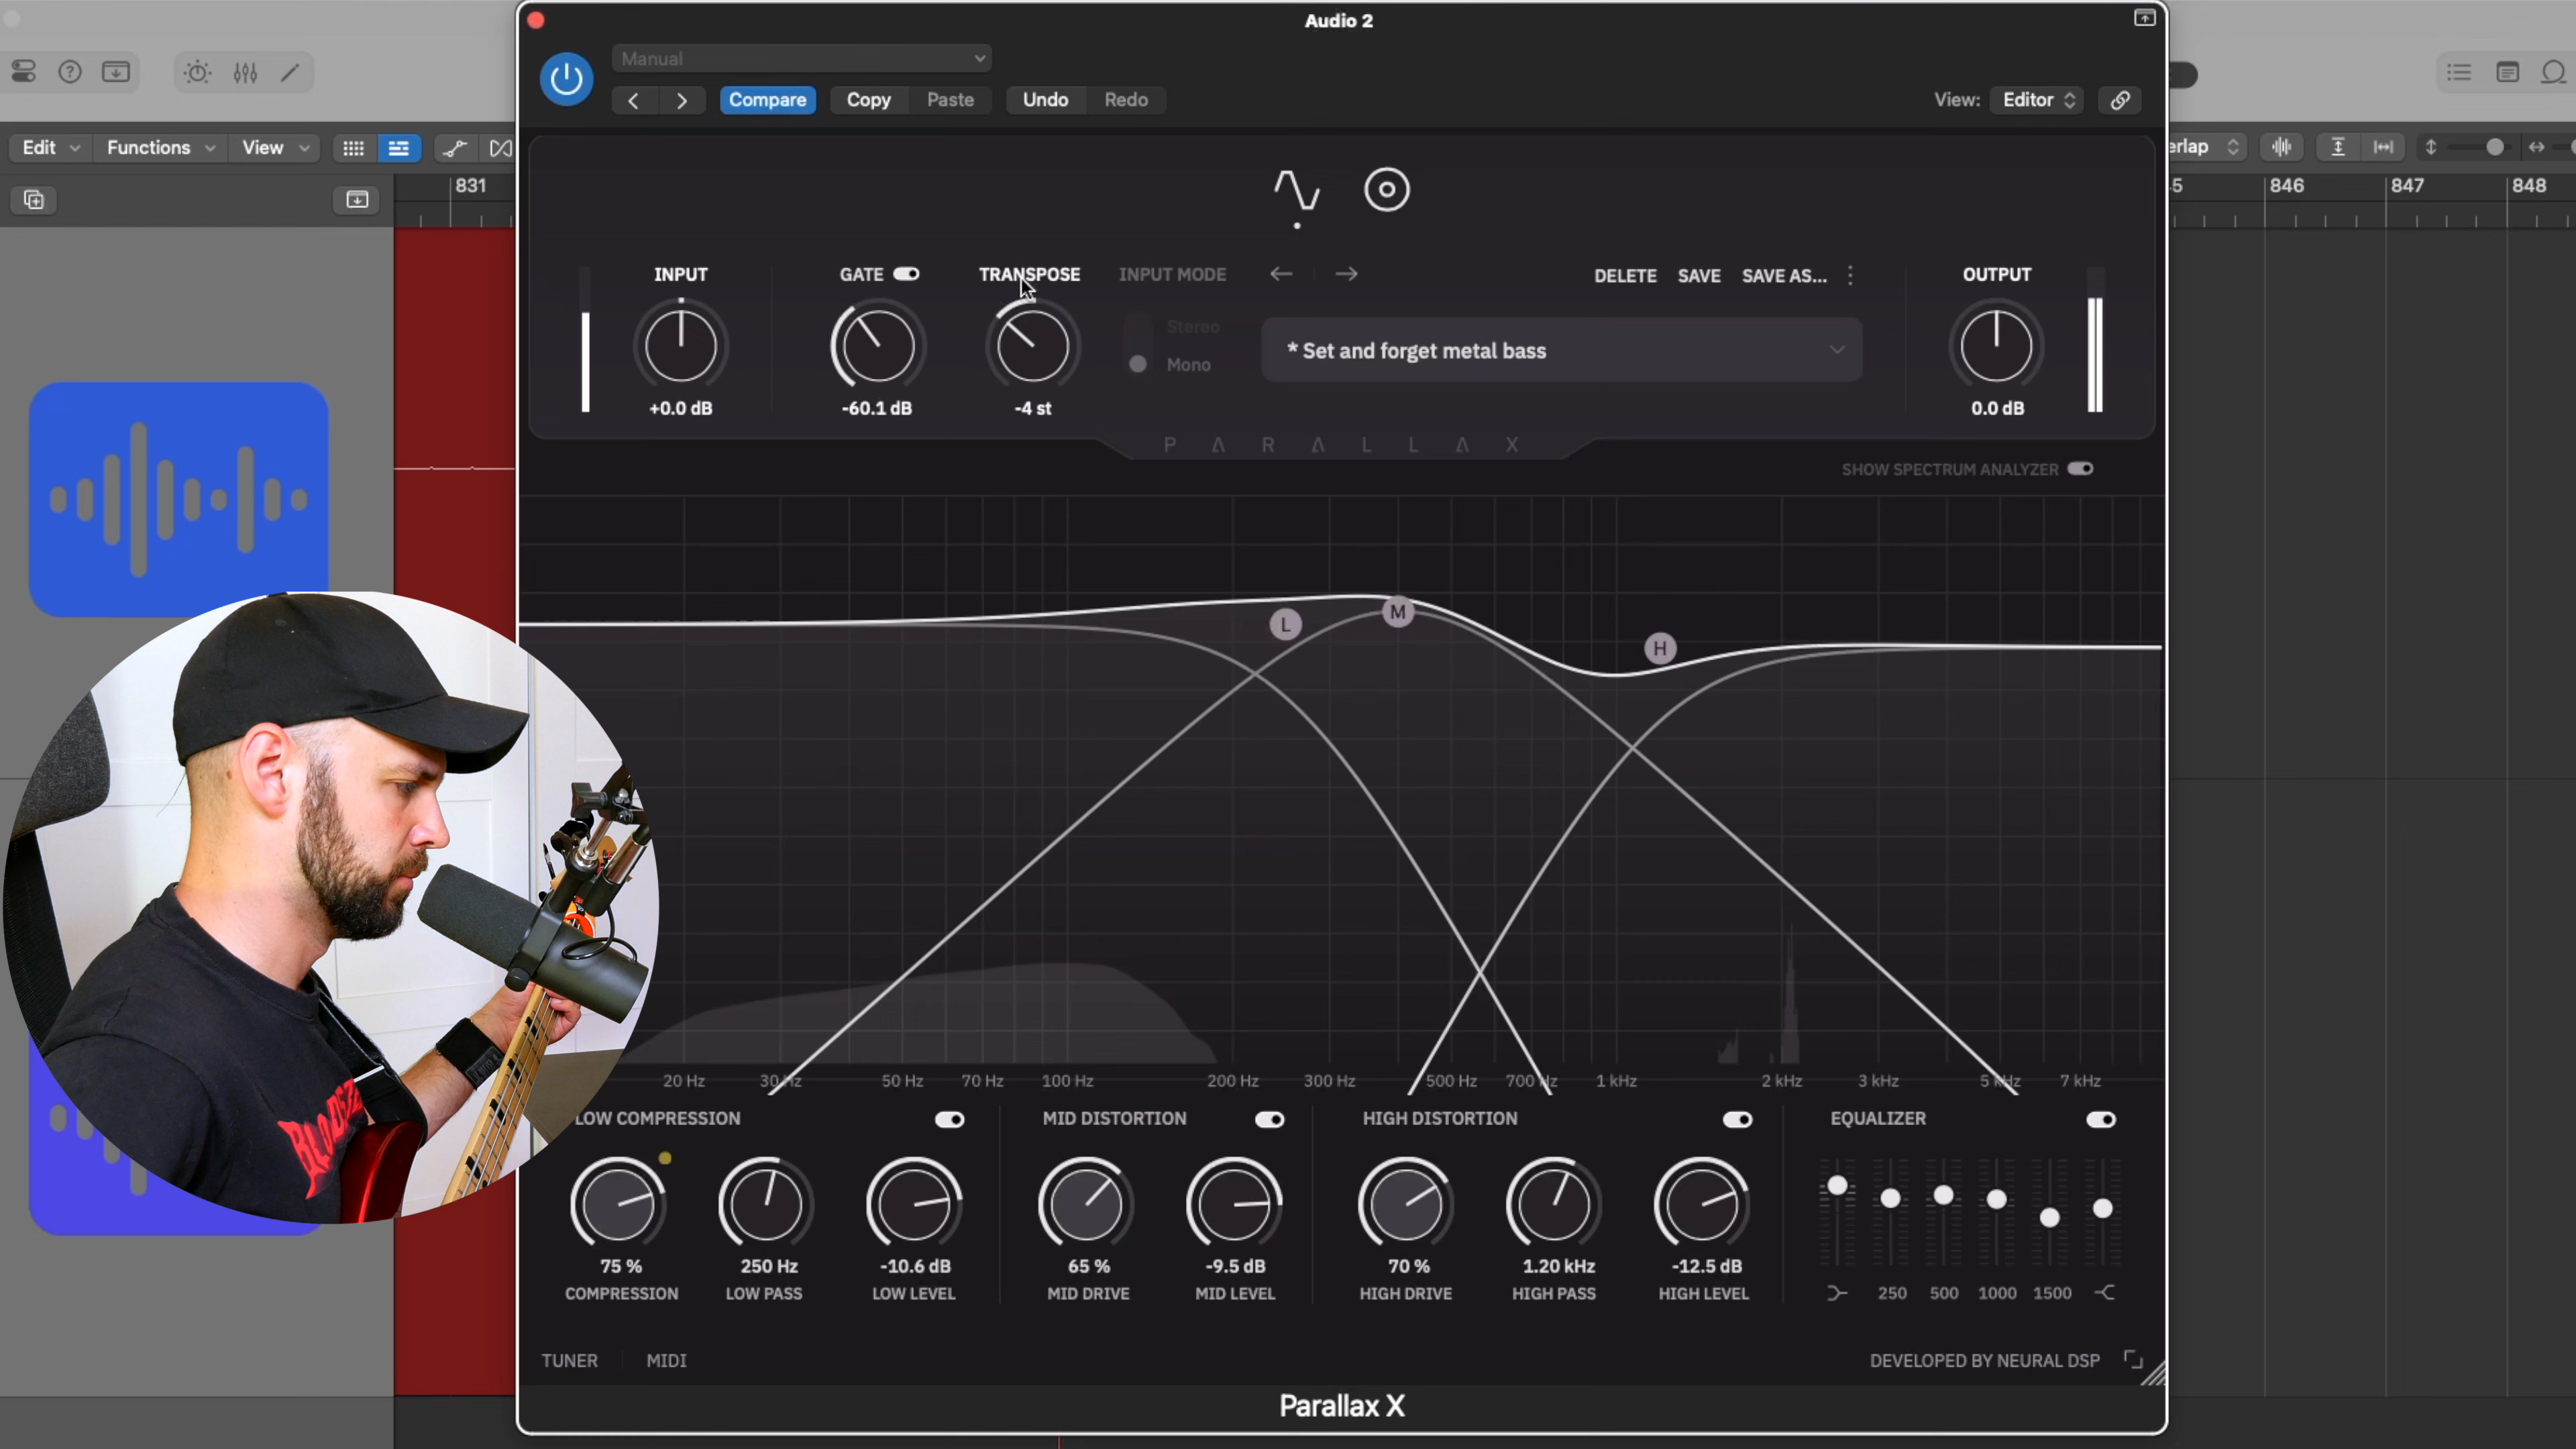 Audio 2
Manual
Compare Copy Paste Undo Redo
View: Editor
Edit Functions View
831
846 847 848
INPUT GATE TRANSPOSE INPUT MODE DELETE SAVE SAVE AS... OUTPUT
Stereo
Mono
* Set and forget metal bass
+0.0 dB -60.1 dB -4 st 0.0 dB
PARALLAX
SHOW SPECTRUM ANALYZER
L M H
20 Hz 30 Hz 50 Hz 70 Hz 100 Hz 200 Hz 300 Hz 500 Hz 700 Hz 1 kHz 2 kHz 3 kHz 5 kHz 7 kHz
LOW COMPRESSION MID DISTORTION HIGH DISTORTION EQUALIZER
75 % 250 Hz -10.6 dB 65 % -9.5 dB 70 % 1.20 kHz -12.5 dB
COMPRESSION LOW PASS LOW LEVEL MID DRIVE MID LEVEL HIGH DRIVE HIGH PASS HIGH LEVEL 250 500 1000 1500
TUNER MIDI DEVELOPED BY NEURAL DSP
Parallax X